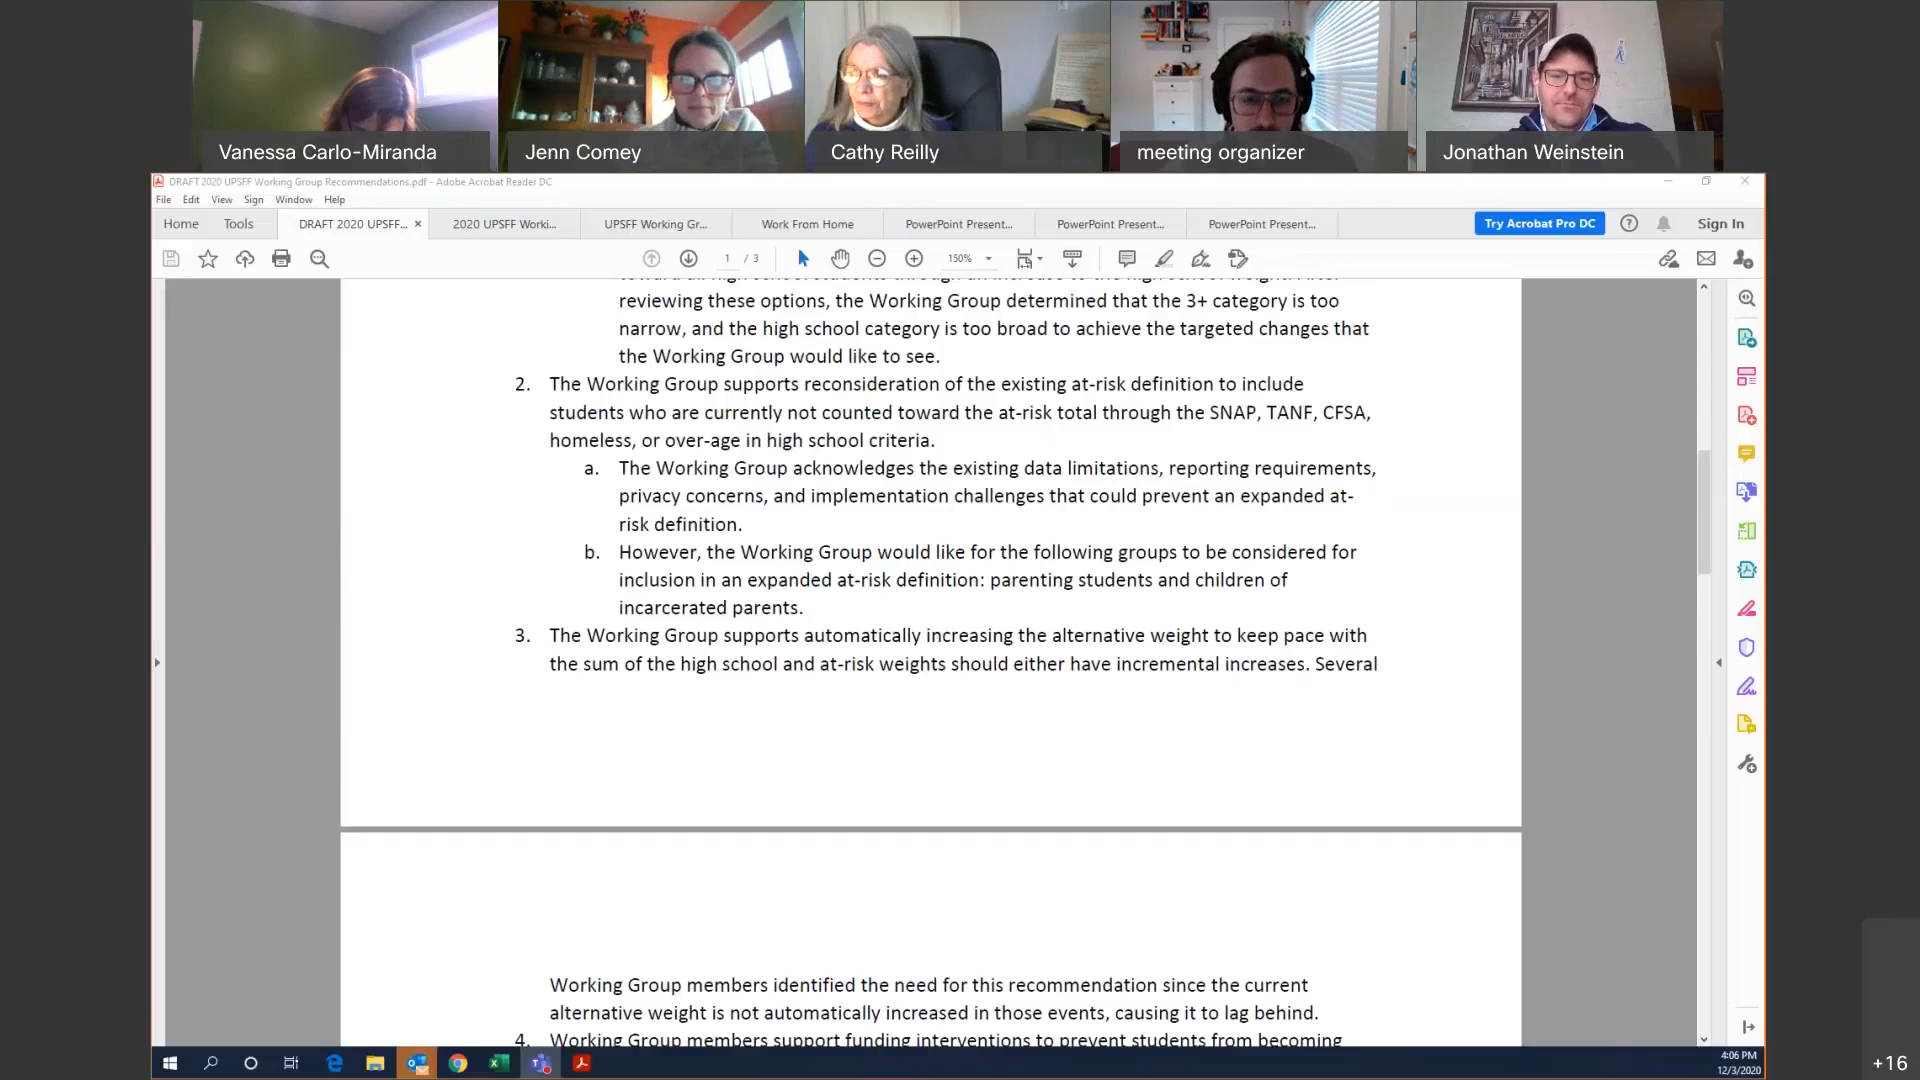 Vanessa Carlo-Miranda
Jenn Comey
Cathy Reilly
meeting organizer
Jonathan Weinstein
DRAFT 2020 UPSFF Working Group Recommendations.pdf - Adobe Acrobat Reader DC
File Edit View Sign Window Help
Home Tools DRAFT 2020 UPSFF... × 2020 UPSFF Worki... UPSFF Working Gr... Work From Home PowerPoint Present... PowerPoint Present... PowerPoint Present... Try Acrobat Pro DC Sign In
1 / 3 150%
reviewing these options, the Working Group determined that the 3+ category is too
narrow, and the high school category is too broad to achieve the targeted changes that
the Working Group would like to see.
2. The Working Group supports reconsideration of the existing at-risk definition to include
students who are currently not counted toward the at-risk total through the SNAP, TANF, CFSA,
homeless, or over-age in high school criteria.
a. The Working Group acknowledges the existing data limitations, reporting requirements,
privacy concerns, and implementation challenges that could prevent an expanded at-
risk definition.
b. However, the Working Group would like for the following groups to be considered for
inclusion in an expanded at-risk definition: parenting students and children of
incarcerated parents.
3. The Working Group supports automatically increasing the alternative weight to keep pace with
the sum of the high school and at-risk weights should either have incremental increases. Several
Working Group members identified the need for this recommendation since the current
alternative weight is not automatically increased in those events, causing it to lag behind.
4. Working Group members support funding interventions to prevent students from becoming
4:06 PM
12/3/2020
+16